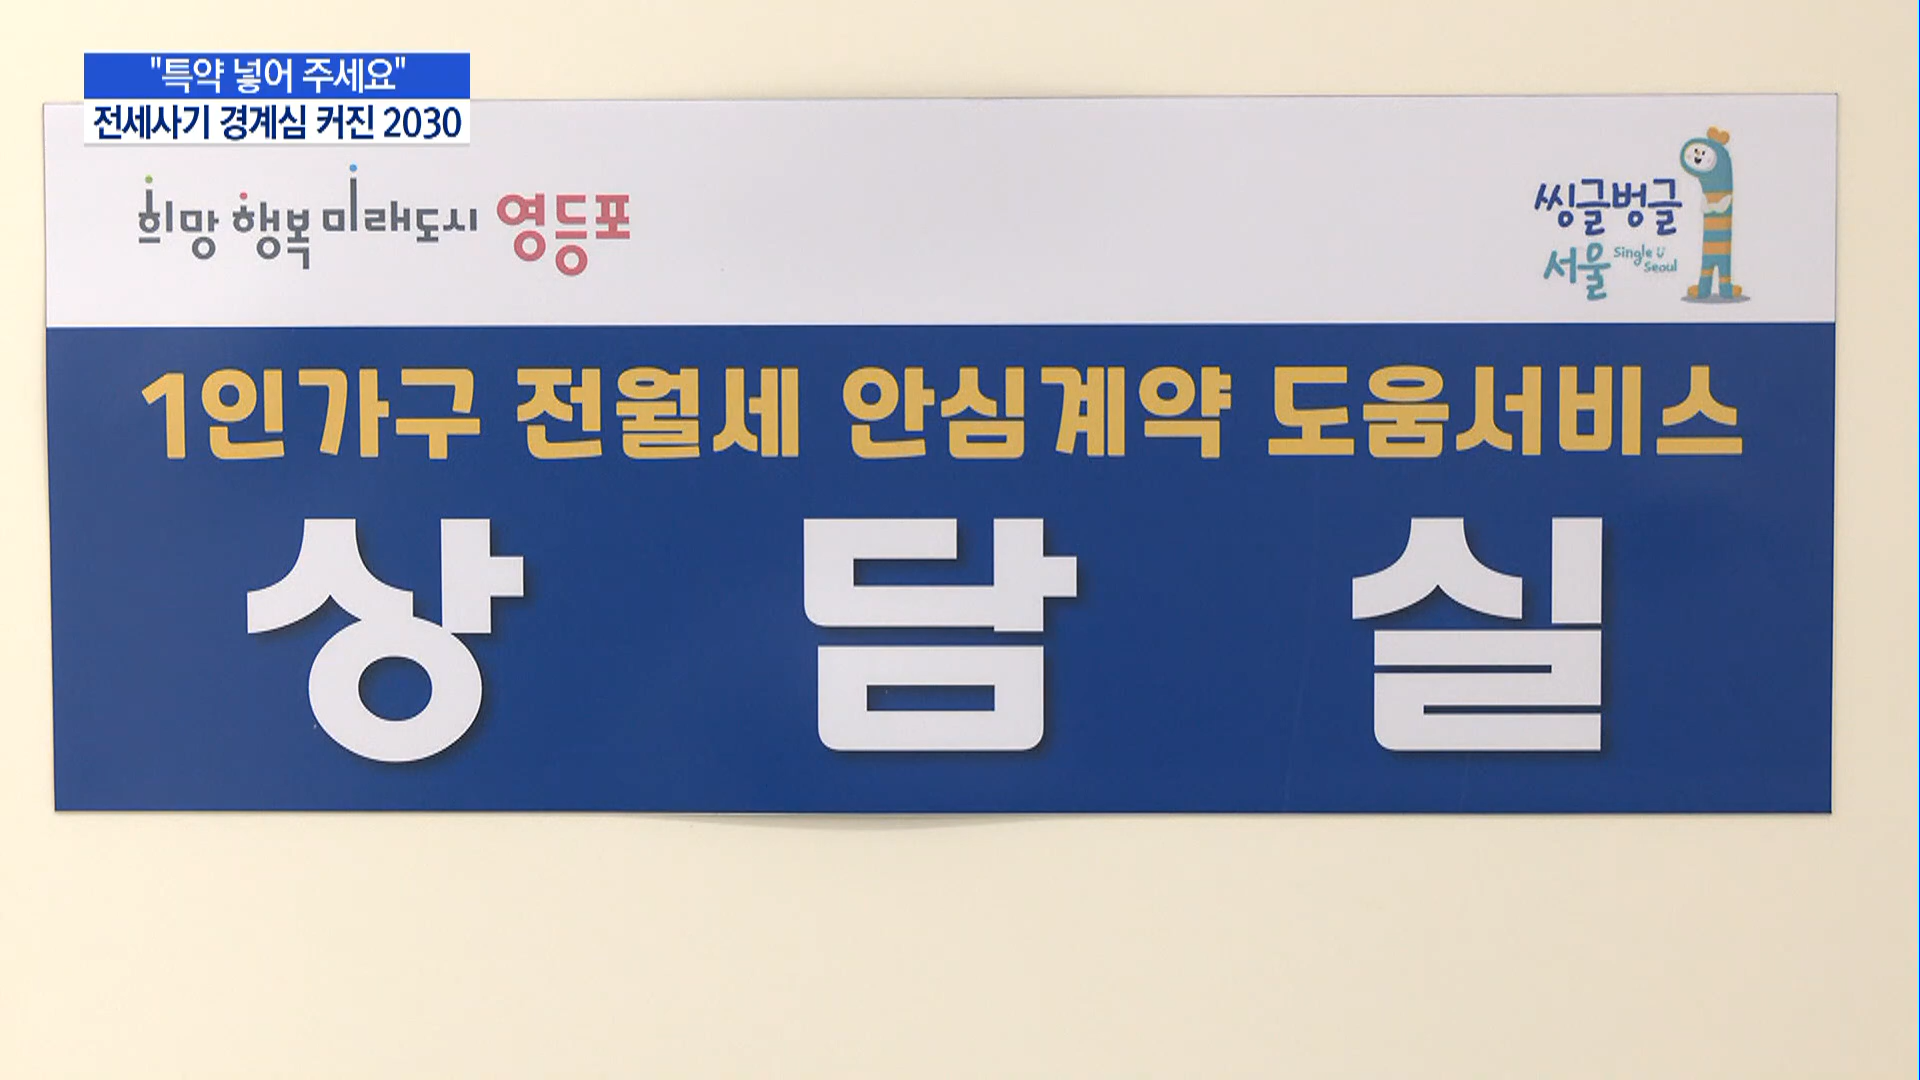 "특약 넣어 주세요"
전세사기 경계심 커진 2030
희망 행복 미래도시 영등포
씽글벙글
서울 Single U
Seoul
1인가구 전월세 안심계약 도움서비스
상담실